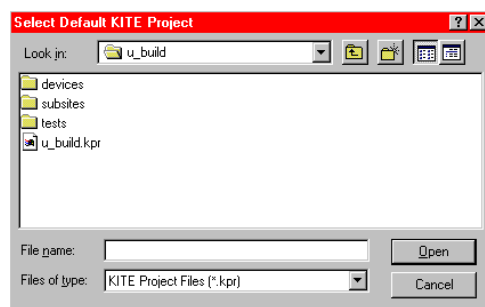 Select Default KITE Project
Look in: u_build
devices
subsites
tests
u_build.kpr
File name: Open
Files of type: KITE Project Files (*.kpr) Cancel